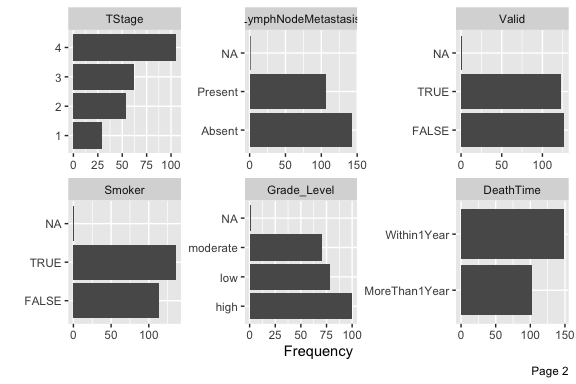 TStage
4
3
2
1
0 25 50 75 100
LymphNodeMetastasis
NA
Present
Absent
0 50 100 150
Valid
NA
TRUE
FALSE
0 50 100
Smoker
NA
TRUE
FALSE
0 50 100
Grade_Level
NA
moderate
low
high
0 25 50 75 100
DeathTime
Within1Year
MoreThan1Year
0 50 100 150
Frequency
Page 2